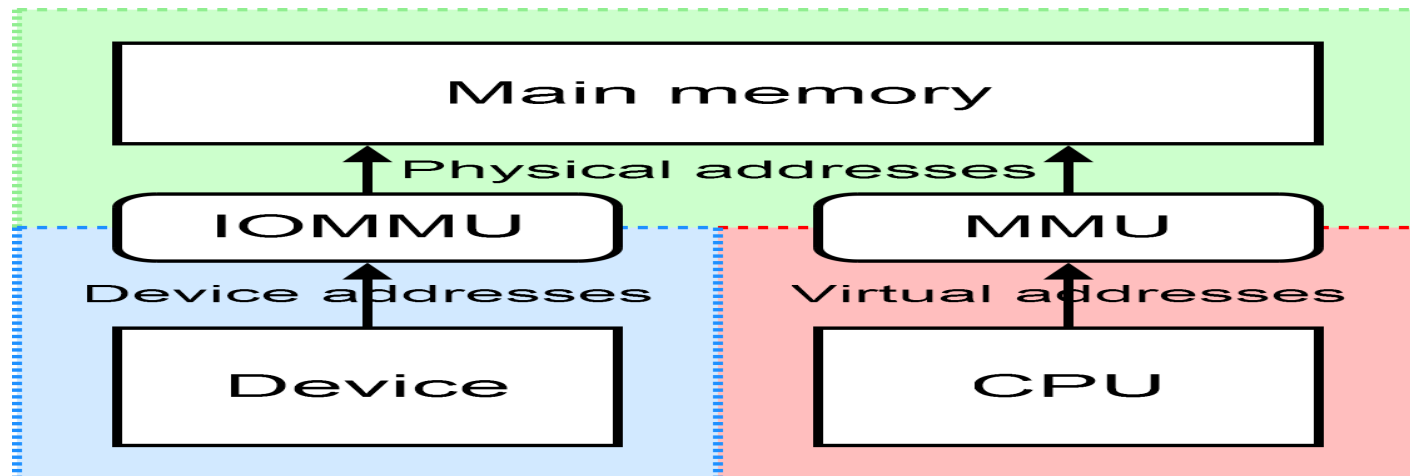 Main memory
Physical addresses
IOMMU
MMU
Device addresses
Virtual addresses
Device
CPU